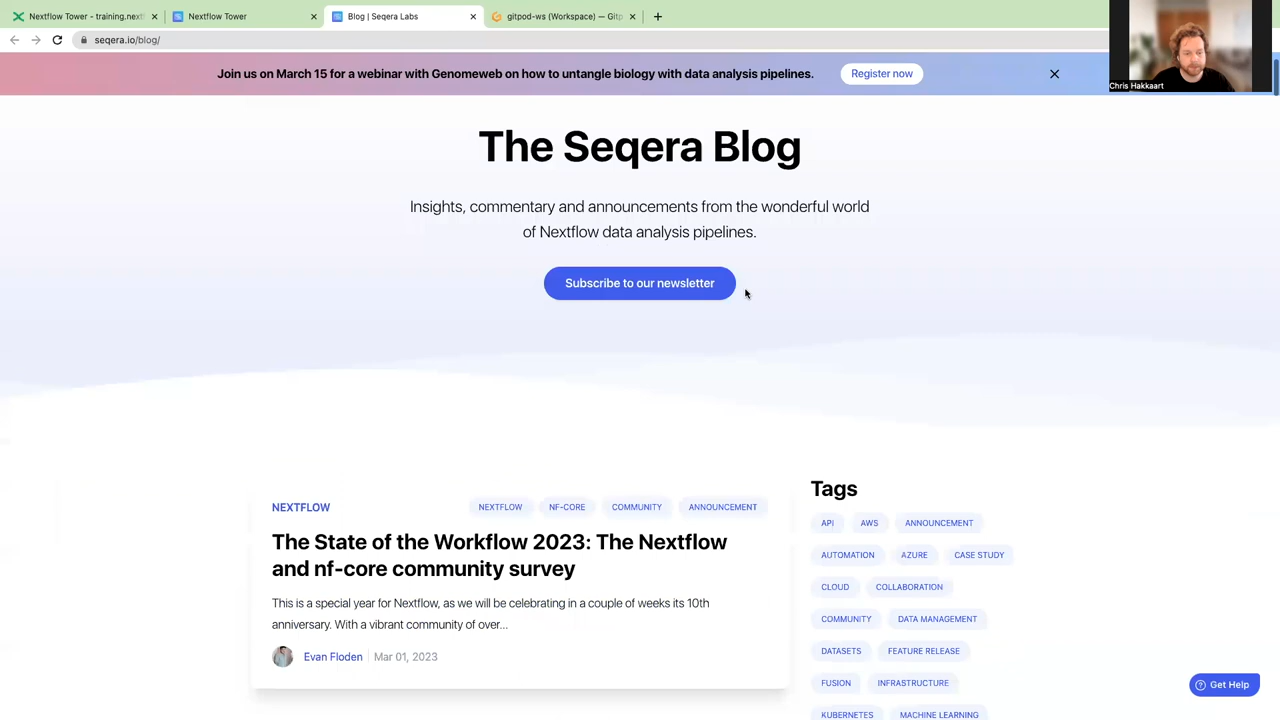 Nextflow Tower - training.nextf
Nextflow Tower
Blog | Seqera Labs
gitpod-ws (Workspace) — Gitp
seqera.io/blog/
Join us on March 15 for a webinar with Genomeweb on how to untangle biology with data analysis pipelines.
Register now
Chris Hakkaart
The Seqera Blog
Insights, commentary and announcements from the wonderful world
of Nextflow data analysis pipelines.
Subscribe to our newsletter
NEXTFLOW
NEXTFLOW NF-CORE COMMUNITY ANNOUNCEMENT
The State of the Workflow 2023: The Nextflow
and nf-core community survey
This is a special year for Nextflow, as we will be celebrating in a couple of weeks its 10th
anniversary. With a vibrant community of over...
Evan Floden Mar 01, 2023
Tags
API AWS ANNOUNCEMENT
AUTOMATION AZURE CASE STUDY
CLOUD COLLABORATION
COMMUNITY DATA MANAGEMENT
DATASETS FEATURE RELEASE
FUSION INFRASTRUCTURE
KUBERNETES MACHINE LEARNING
Get Help